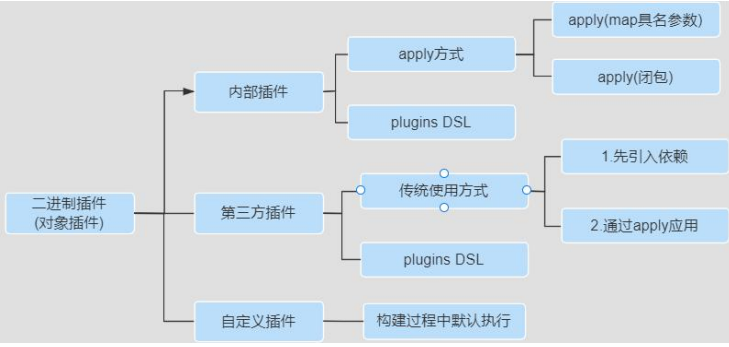 apply(map具名参数)
apply方式
内部插件
apply(闭包)
plugins DSL
1.先引入依赖
传统使用方式
二进制插件
(对象插件)
第三方插件
2.通过apply应用
plugins DSL
自定义插件
构建过程中默认执行